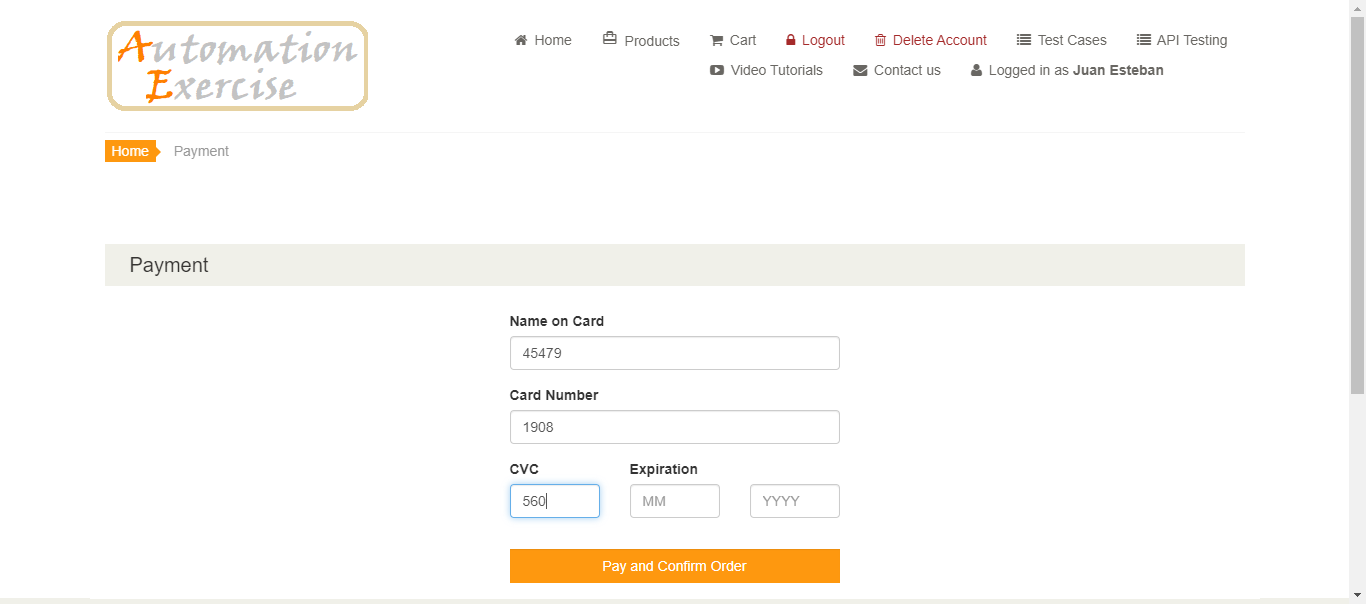 Automation
Exercise
Home Products Cart Logout Delete Account Test Cases API Testing
Video Tutorials Contact us Logged in as Juan Esteban
Home Payment
Payment
Name on Card
45479
Card Number
1908
CVC Expiration
560 MM YYYY
Pay and Confirm Order